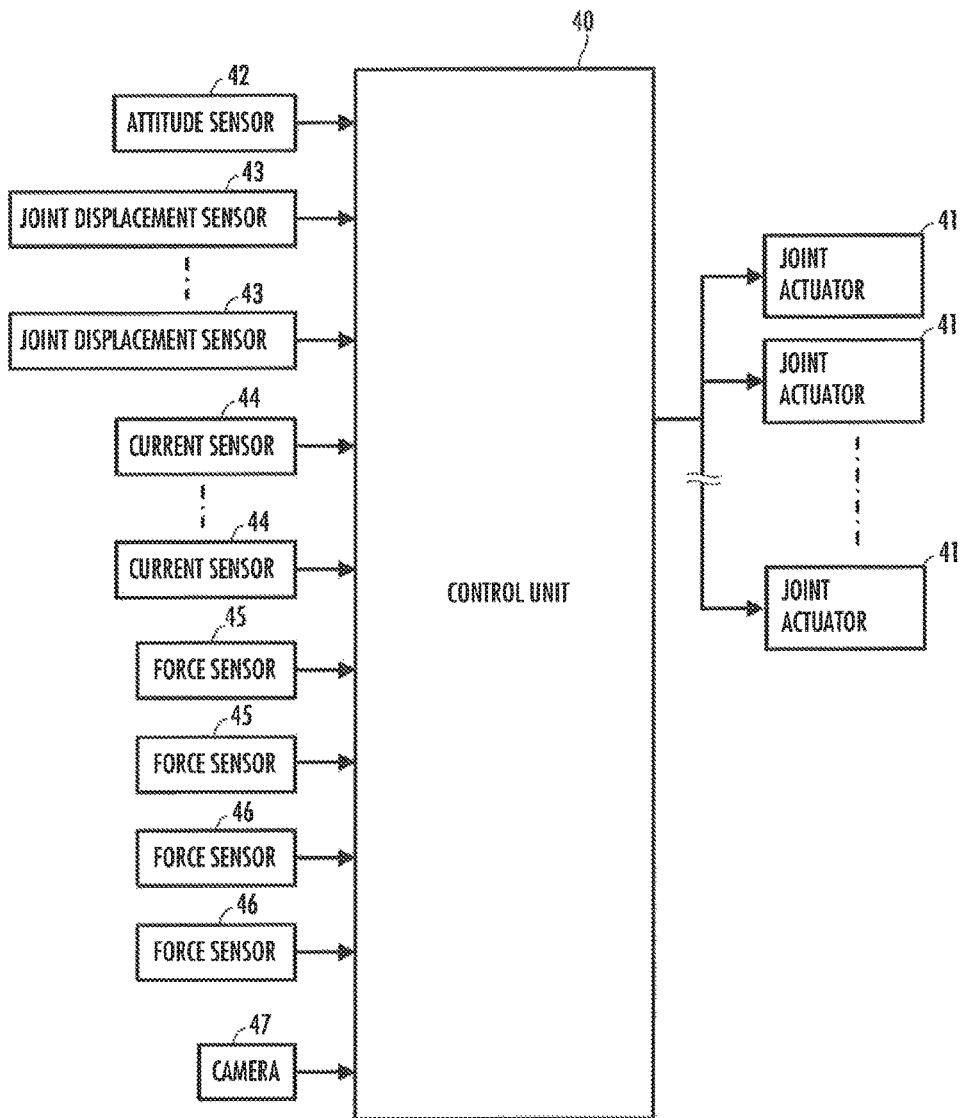 40
42
ATTITUDE SENSOR
43
JOINT DISPLACEMENT SENSOR
43
JOINT DISPLACEMENT SENSOR
44
CURRENT SENSOR
44
CURRENT SENSOR
45
FORCE SENSOR
45
FORCE SENSOR
46
FORCE SENSOR
46
FORCE SENSOR
47
CAMERA
CONTROL UNIT
41
JOINT
ACTUATOR
41
JOINT
ACTUATOR
41
JOINT
ACTUATOR